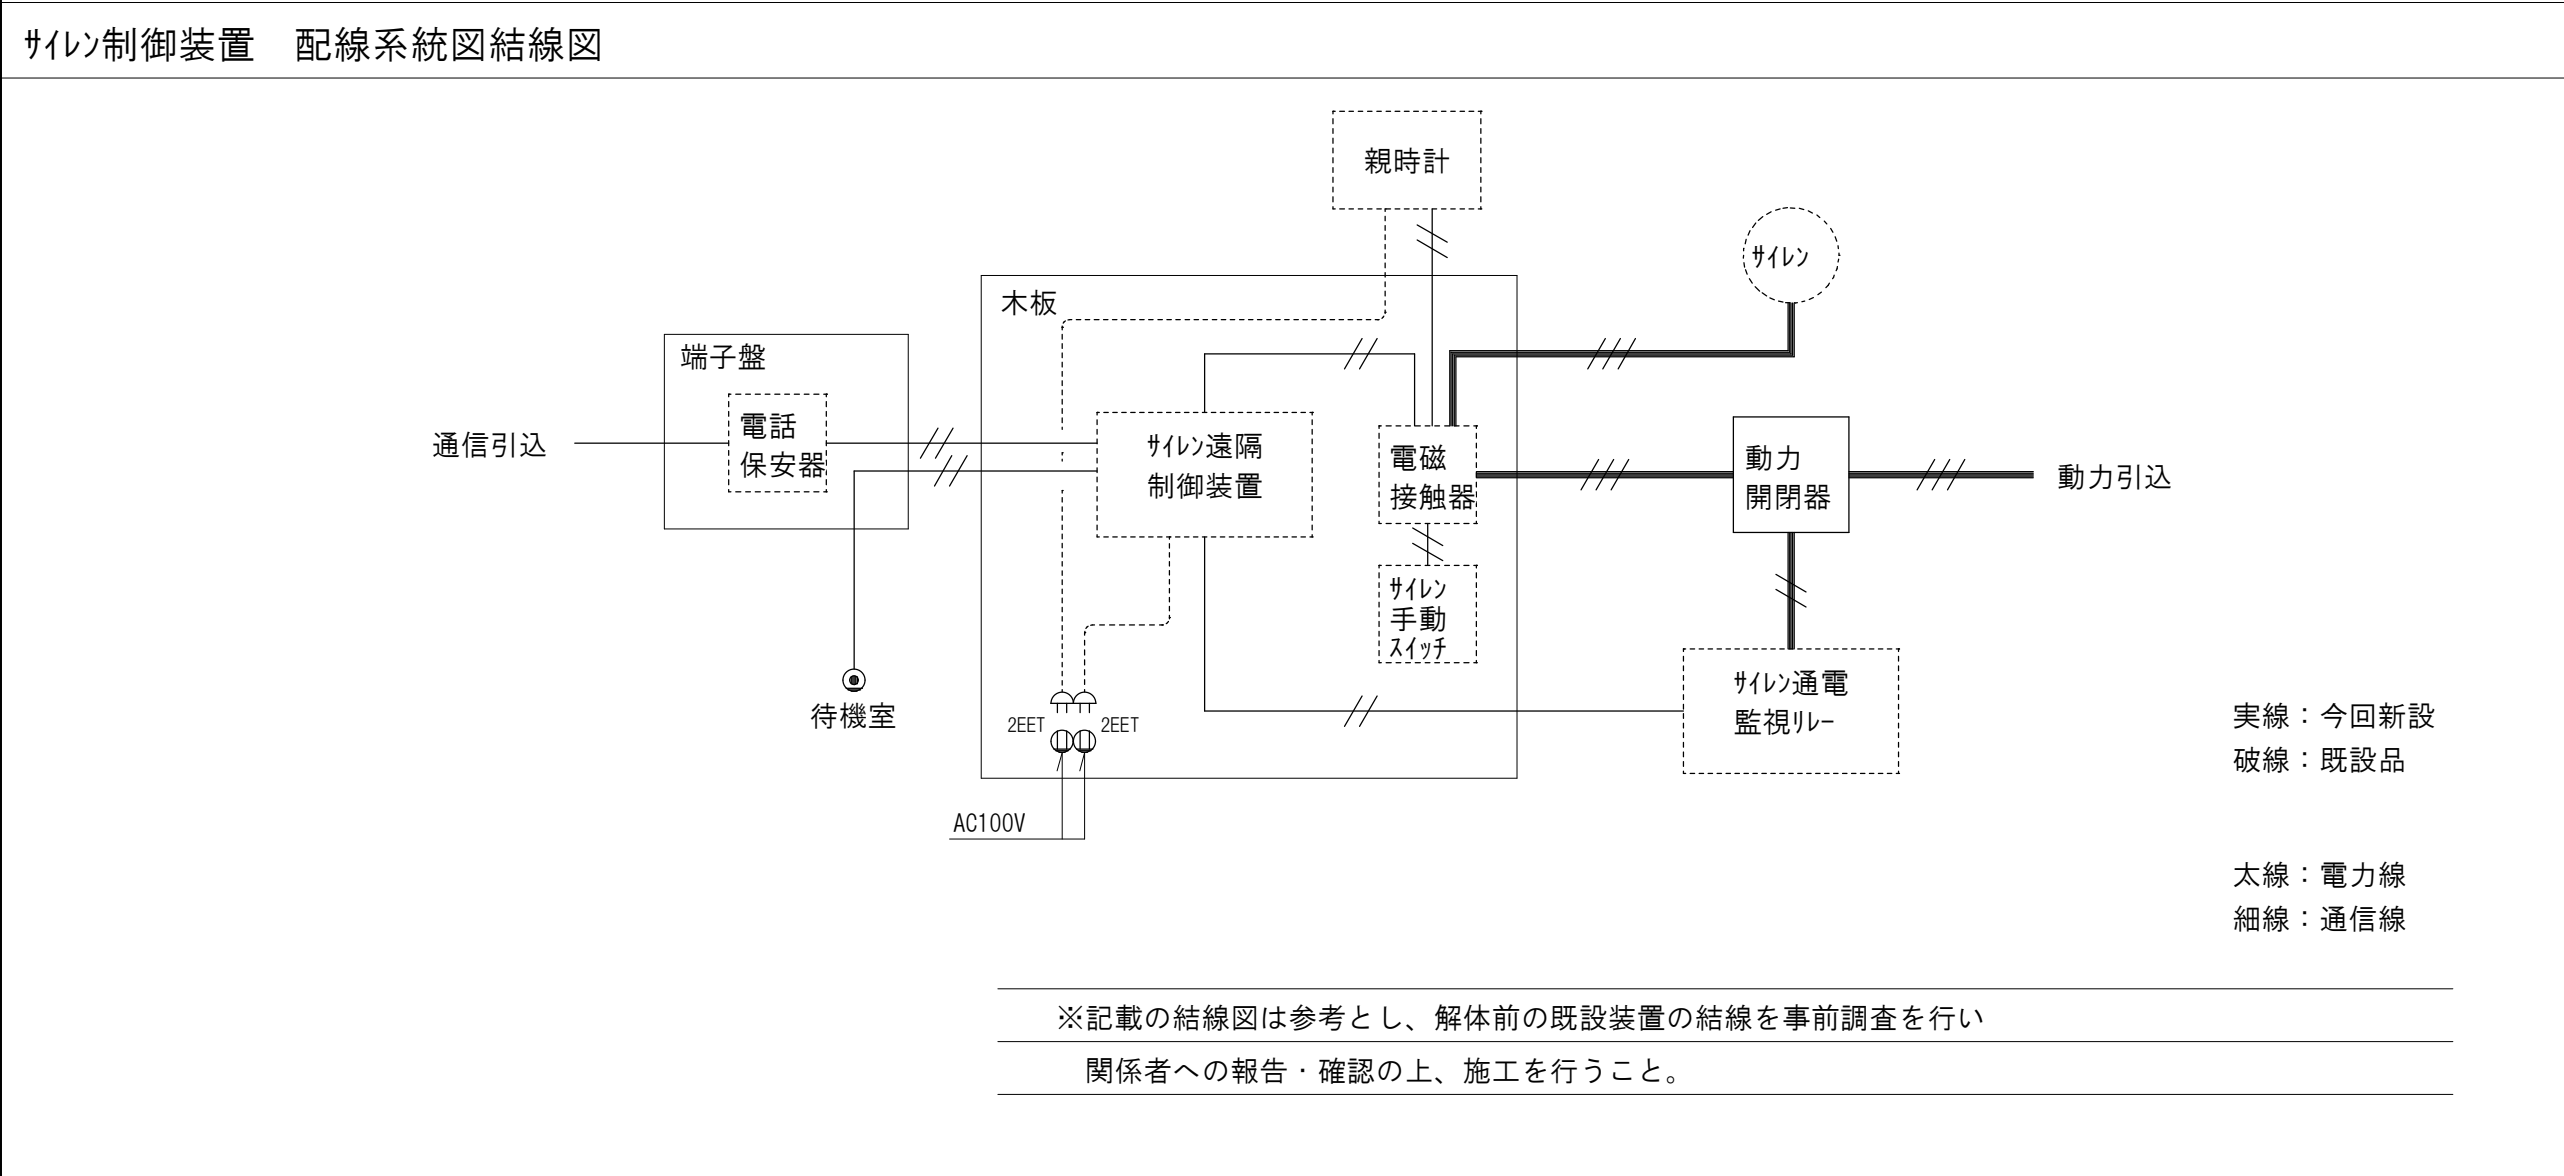 ｻｲﾚﾝ制御装置　配線系統図結線図
親時計
ｻｲﾚﾝ
木板
端子盤
電話
保安器
通信引込
ｻｲﾚﾝ遠隔
制御装置
電磁
接触器
動力
開閉器
動力引込
ｻｲﾚﾝ
手動
ｽｲｯﾁ
待機室
2EET
2EET
ｻｲﾚﾝ通電
監視ﾘﾚｰ
AC100V
実線：今回新設
破線：既設品
太線：電力線
細線：通信線
※記載の結線図は参考とし、解体前の既設装置の結線を事前調査を行い
関係者への報告・確認の上、施工を行うこと。